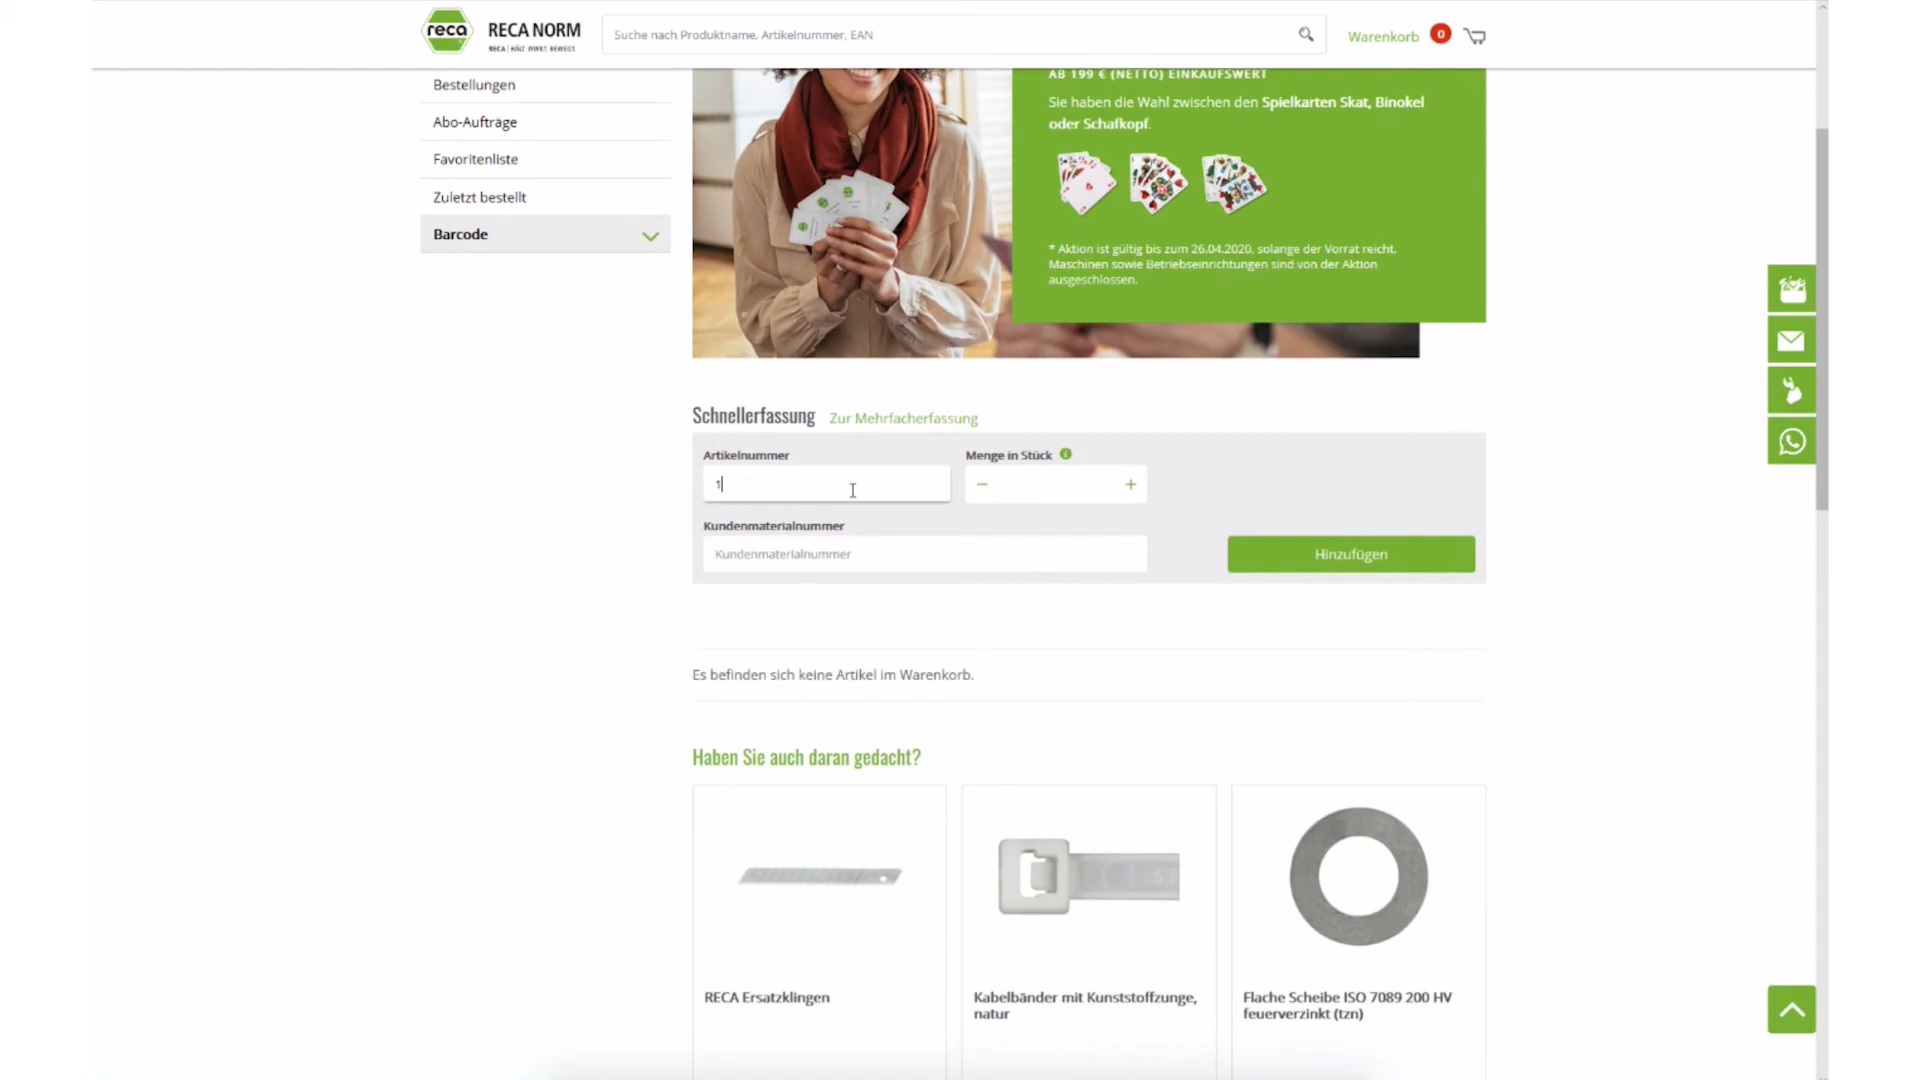 reca
RECA NORM
RECA | HÄLT. WIRKT. BEWEGT.
Suche nach Produktname, Artikelnummer, EAN
Warenkorb 0
Bestellungen
Abo-Aufträge
Favoritenliste
Zuletzt bestellt
Barcode
AB 199 € (NETTO) EINKAUFSWERT
Sie haben die Wahl zwischen den Spielkarten Skat, Binokel
oder Schafkopf.
* Aktion ist gültig bis zum 26.04.2020, solange der Vorrat reicht.
Maschinen sowie Betriebseinrichtungen sind von der Aktion
ausgeschlossen.
Schnellerfassung Zur Mehrfacherfassung
Artikelnummer Menge in Stück
1
Kundenmaterialnummer
Kundenmaterialnummer
Hinzufügen
Es befinden sich keine Artikel im Warenkorb.
Haben Sie auch daran gedacht?
RECA Ersatzklingen
Kabelbänder mit Kunststoffzunge,
natur
Flache Scheibe ISO 7089 200 HV
feuerverzinkt (tzn)